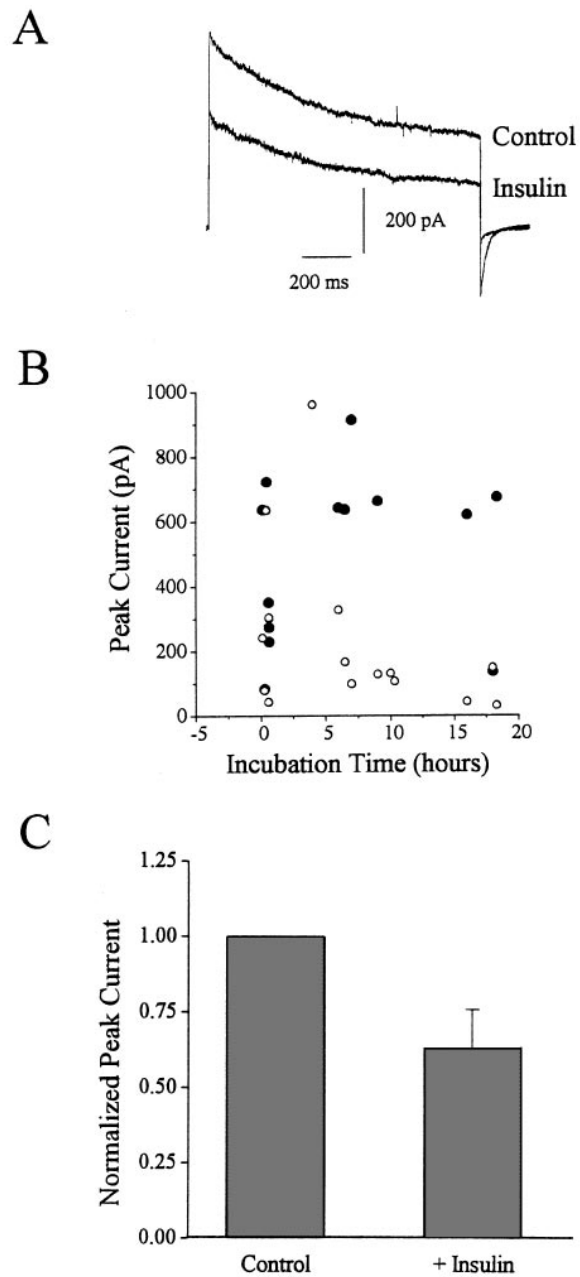 A
Control
Insulin
200 pA
200 ms
B
Peak Current (pA)
1000
800
600
400
200
0
-5 0 5 10 15 20
Incubation Time (hours)
C
Normalized Peak Current
1.25
1.00
0.75
0.50
0.25
0.00
Control + Insulin